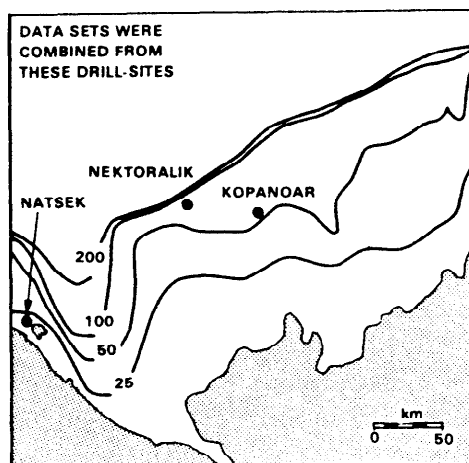 DATA SETS WERE
COMBINED FROM
THESE DRILL-SITES
NEKTORALIK
KOPANOAR
NATSEK
200
100
50
25
km
0 50